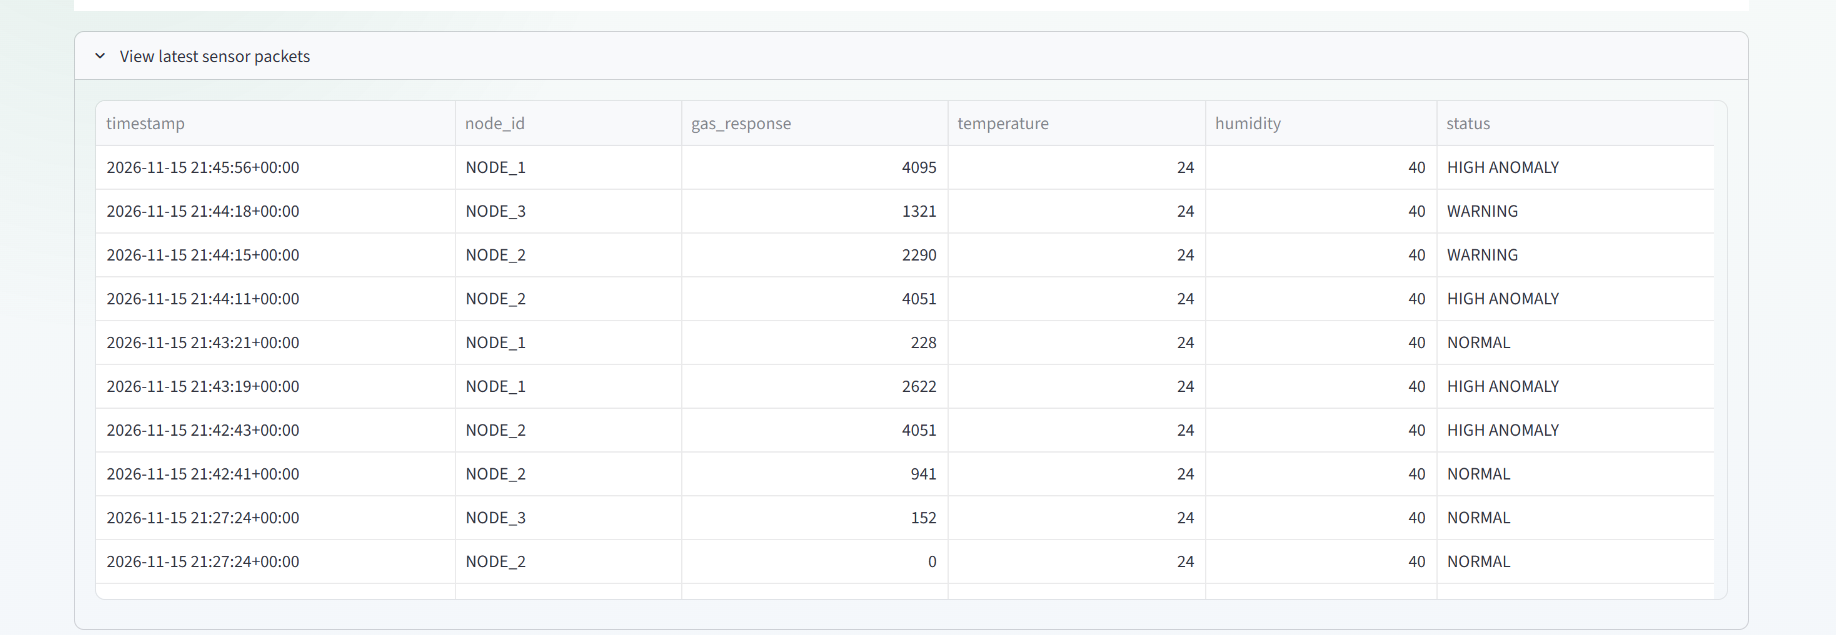 View latest sensor packets
timestamp node_id gas_response temperature humidity status
2026-11-15 21:45:56+00:00 NODE_1 4095 24 40 HIGH ANOMALY
2026-11-15 21:44:18+00:00 NODE_3 1321 24 40 WARNING
2026-11-15 21:44:15+00:00 NODE_2 2290 24 40 WARNING
2026-11-15 21:44:11+00:00 NODE_2 4051 24 40 HIGH ANOMALY
2026-11-15 21:43:21+00:00 NODE_1 228 24 40 NORMAL
2026-11-15 21:43:19+00:00 NODE_1 2622 24 40 HIGH ANOMALY
2026-11-15 21:42:43+00:00 NODE_2 4051 24 40 HIGH ANOMALY
2026-11-15 21:42:41+00:00 NODE_2 941 24 40 NORMAL
2026-11-15 21:27:24+00:00 NODE_3 152 24 40 NORMAL
2026-11-15 21:27:24+00:00 NODE_2 0 24 40 NORMAL